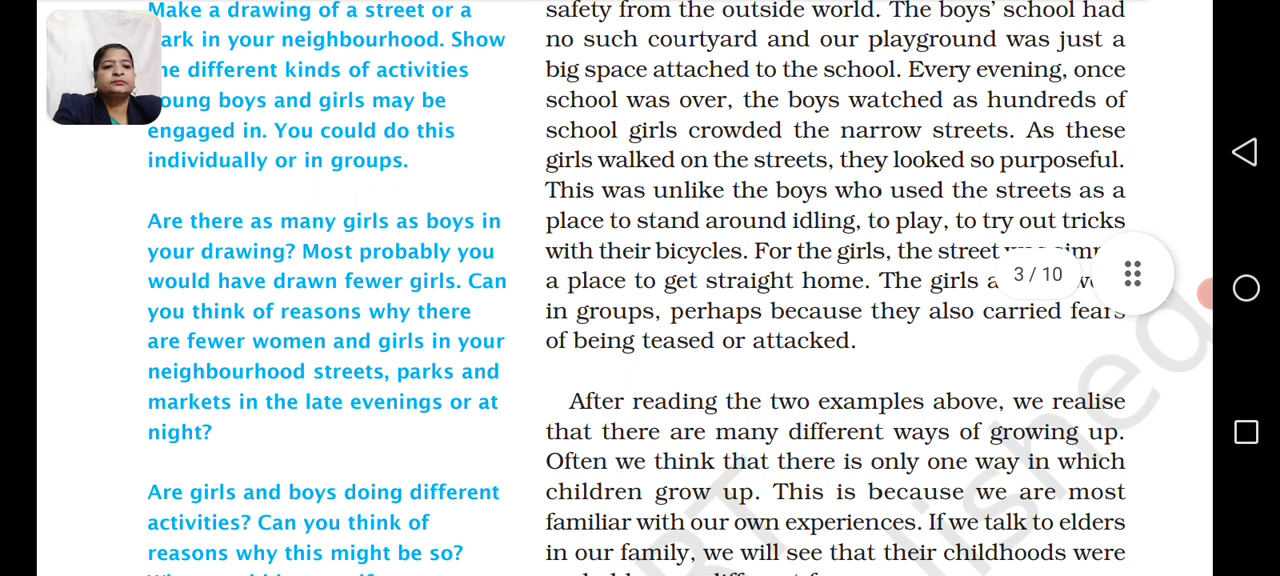 Make a drawing of a street or a
ark in your neighbourhood. Show
he different kinds of activities
oung boys and girls may be
engaged in. You could do this
individually or in groups.
Are there as many girls as boys in
your drawing? Most probably you
would have drawn fewer girls. Can
you think of reasons why there
are fewer women and girls in your
neighbourhood streets, parks and
markets in the late evenings or at
night?
Are girls and boys doing different
activities? Can you think of
reasons why this might be so?
safety from the outside world. The boys' school had
no such courtyard and our playground was just a
big space attached to the school. Every evening, once
school was over, the boys watched as hundreds of
school girls crowded the narrow streets. As these
girls walked on the streets, they looked so purposeful.
This was unlike the boys who used the streets as a
place to stand around idling, to play, to try out tricks
with their bicycles. For the girls, the street
a place to get straight home. The girls
in groups, perhaps because they also carried fears
of being teased or attacked.
After reading the two examples above, we realise
that there are many different ways of growing up.
Often we think that there is only one way in which
children grow up. This is because we are most
familiar with our own experiences. If we talk to elders
in our family, we will see that their childhoods were
3 / 10